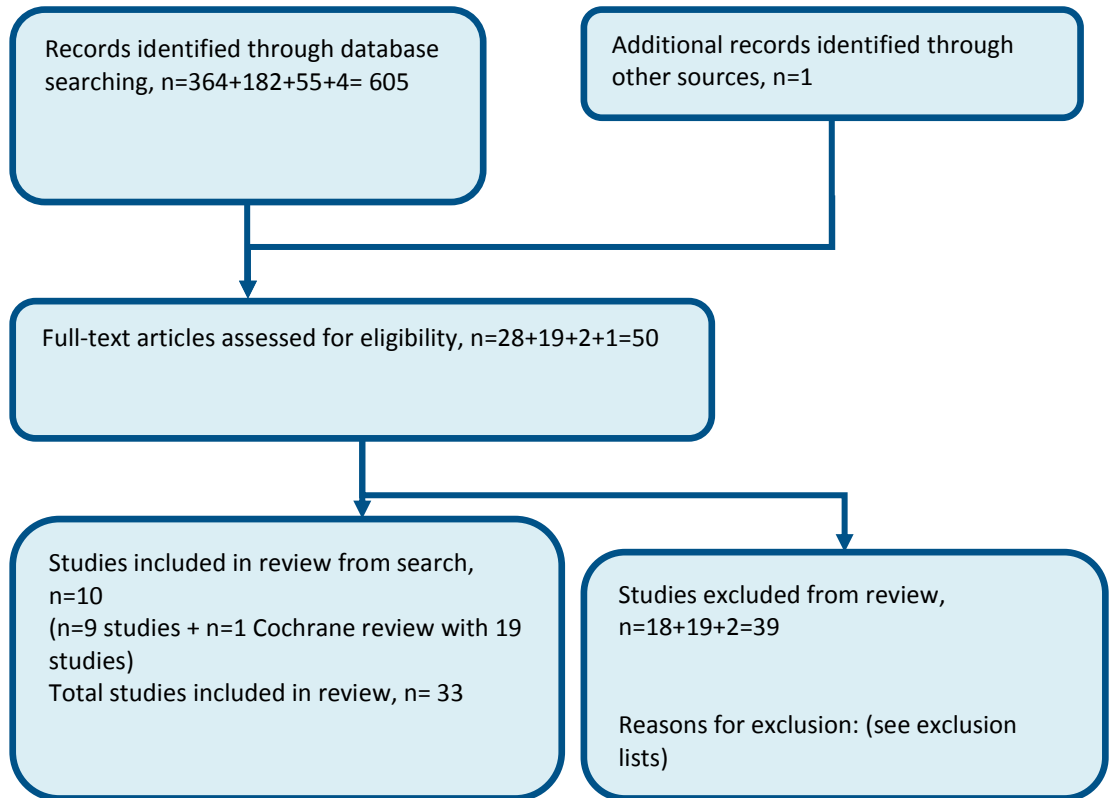 Records identified through database
searching, n=364+182+55+4= 605
Additional records identified through
other sources, n=1
Full-text articles assessed for eligibility, n=28+19+2+1=50
Studies included in review from search,
n=10
(n=9 studies + n=1 Cochrane review with 19
studies)
Total studies included in review, n= 33
Studies excluded from review,
n=18+19+2=39
Reasons for exclusion: (see exclusion
lists)